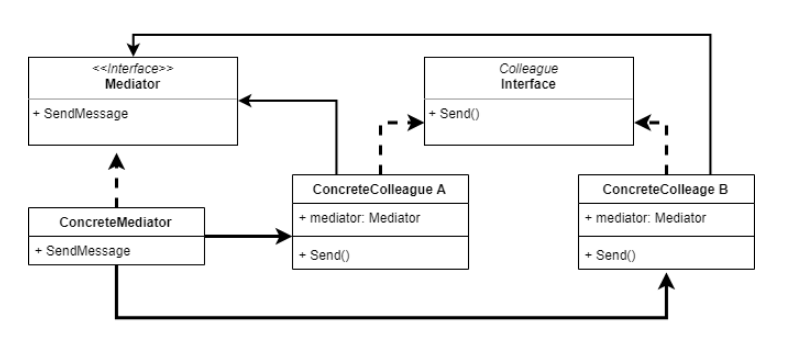 <<Interface>>
Mediator
+ SendMessage
Colleague
Interface
+ Send()
ConcreteMediator
+ SendMessage
ConcreteColleague A
+ mediator: Mediator
+ Send()
ConcreteColleage B
+ mediator: Mediator
+ Send()